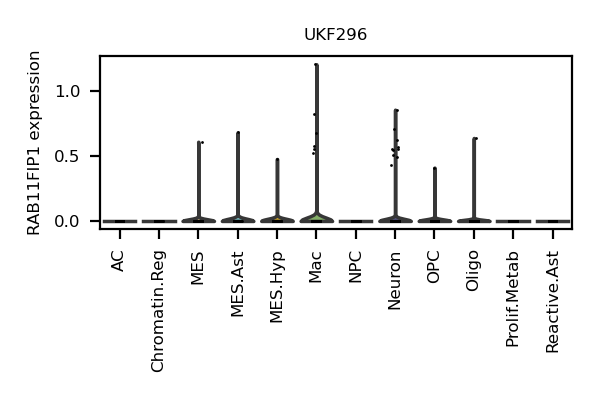 UKF296
RAB11FIP1 expression
1.0
0.5
0.0
AC
Chromatin.Reg
MES
MES.Ast
MES.Hyp
Mac
NPC
Neuron
OPC
Oligo
Prolif.Metab
Reactive.Ast